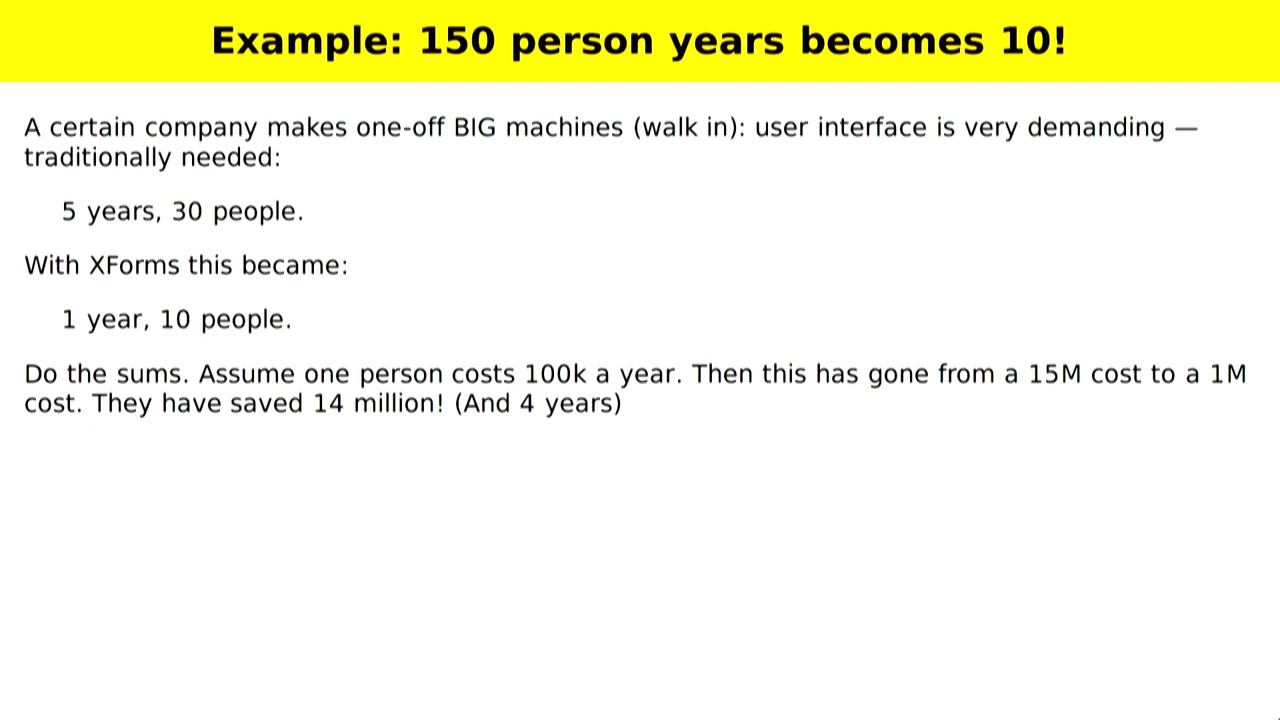 Example: 150 person years becomes 10!
A certain company makes one-off BIG machines (walk in): user interface is very demanding —
traditionally needed:
5 years, 30 people.
With XForms this became:
1 year, 10 people.
Do the sums. Assume one person costs 100k a year. Then this has gone from a 15M cost to a 1M
cost. They have saved 14 million! (And 4 years)